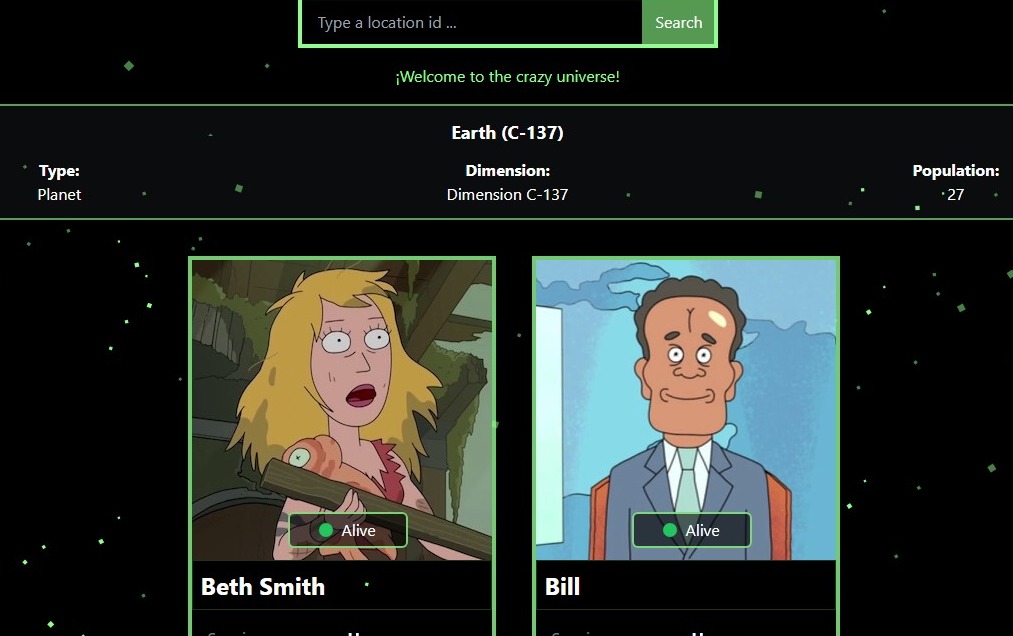 Type a location id ... Search
¡Welcome to the crazy universe!
Earth (C-137)
Type: Dimension: Population:
Planet Dimension C-137 27
Alive Alive
Beth Smith Bill